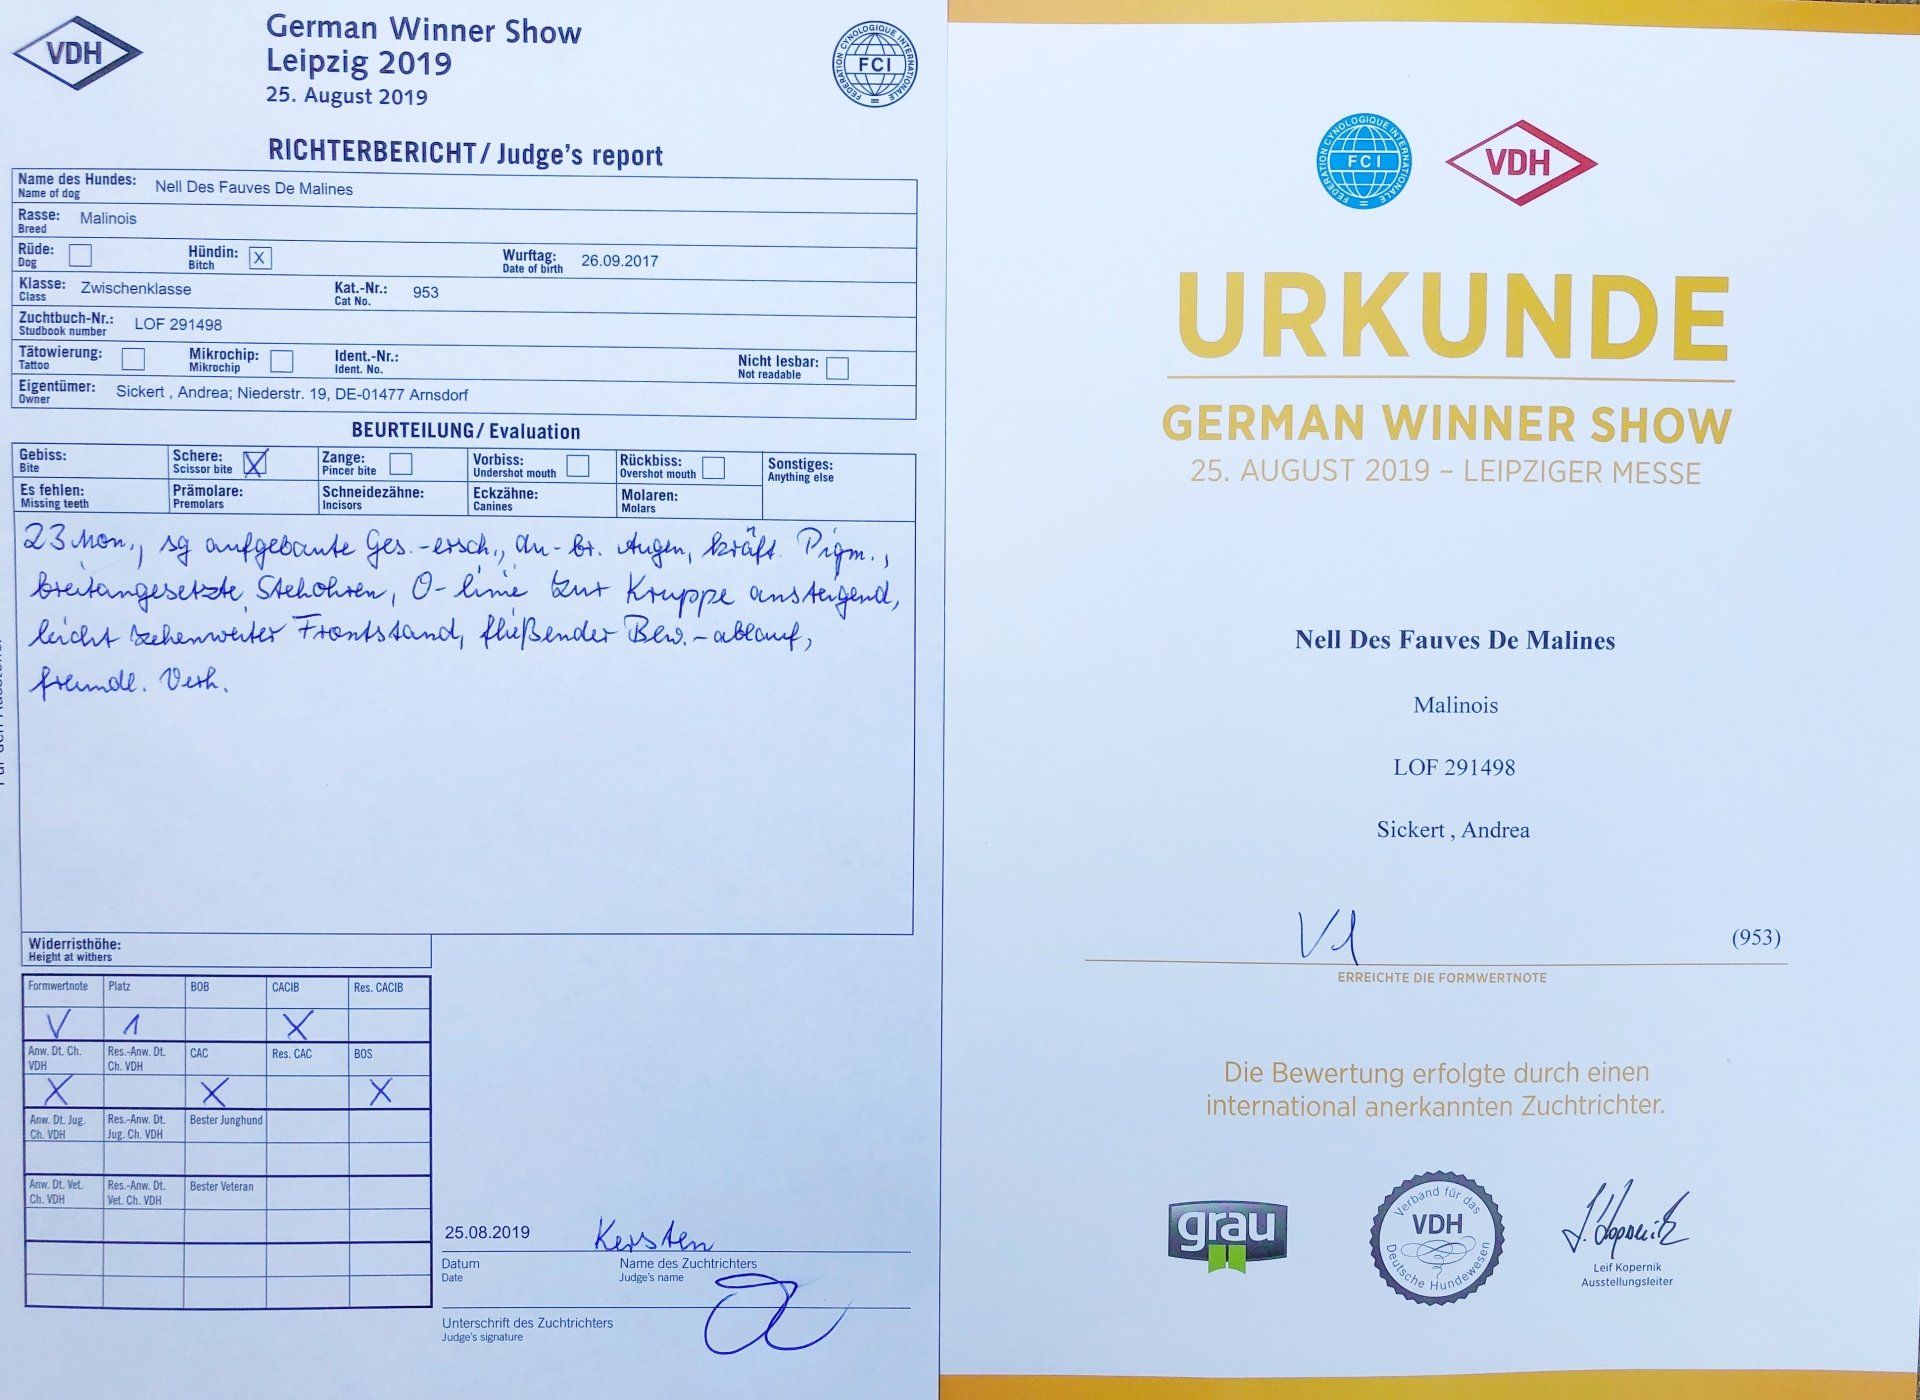 VDH
German Winner Show
Leipzig 2019
25. August 2019
FEDERATION CYNOLOGIQUE INTERNATIONALE
FCI
RICHTERBERICHT / Judge's report
Name des Hundes: Nell Des Fauves De Malines
Name of dog
Rasse: Malinois
Breed
Rüde: Hündin: X Wurftag: 26.09.2017
Dog Bitch Date of birth
Klasse: Zwischenklasse Kat.-Nr.: 953
Class Cat No.
Zuchtbuch-Nr.: LOF 291498
Studbook number
Tätowierung: Mikrochip: Ident.-Nr.: Nicht lesbar:
Tattoo Mikrochip Ident. No. Not readable
Eigentümer: Sickert , Andrea; Niederstr. 19, DE-01477 Arnsdorf
Owner
BEURTEILUNG / Evaluation
Gebiss: Schere: X Zange: Vorbiss: Rückbiss: Sonstiges:
Bite Scissor bite Pincer bite Undershot mouth Overshot mouth Anything else
Es fehlen: Prämolare: Schneidezähne: Eckzähne: Molaren:
Missing teeth Premolars Incisors Canines Molars
23 Mon., sg aufgebaute Ges.-ersch., du-br. Augen, kräft. Pigm.,
breitangesetzte Stehohren, O-linie zur Kruppe ansteigend,
leicht zehenweiter Frontstand, fließender Bew.-ablauf,
freundl. Verh.
Widerristhöhe:
Height at withers
Formwertnote Platz BOB CACIB Res. CACIB
V 1 X
Anw. Dt. Ch. Res.-Anw. Dt. CAC Res. CAC BOS
VDH Ch. VDH
X X X
Anw. Dt. Jug. Res.-Anw. Dt. Bester Junghund
Ch. VDH Jug. Ch. VDH
Anw. Dt. Vet. Res.-Anw. Dt. Bester Veteran
Ch. VDH Vet. Ch. VDH
25.08.2019 Kersten
Datum Name des Zuchtrichters
Date Judge's name
Unterschrift des Zuchtrichters
Judge's signature
FEDERATION CYNOLOGIQUE INTERNATIONALE
FCI
VDH
URKUNDE
GERMAN WINNER SHOW
25. AUGUST 2019 – LEIPZIGER MESSE
Nell Des Fauves De Malines
Malinois
LOF 291498
Sickert , Andrea
V1 (953)
ERREICHTE DIE FORMWERTNOTE
Die Bewertung erfolgte durch einen
international anerkannten Zuchtrichter.
grau
Verband für das
VDH
Deutsche Hundewesen
Leif Kopernik
Ausstellungsleiter